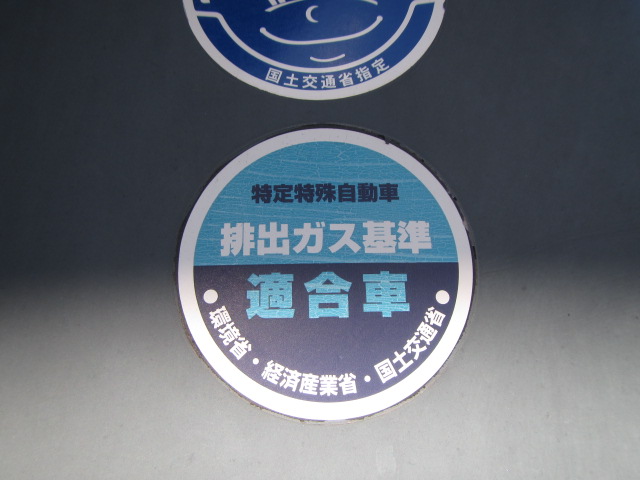 国土交通省指定
特定特殊自動車
排出ガス基準
適合車
環境省・経済産業省・国土交通省